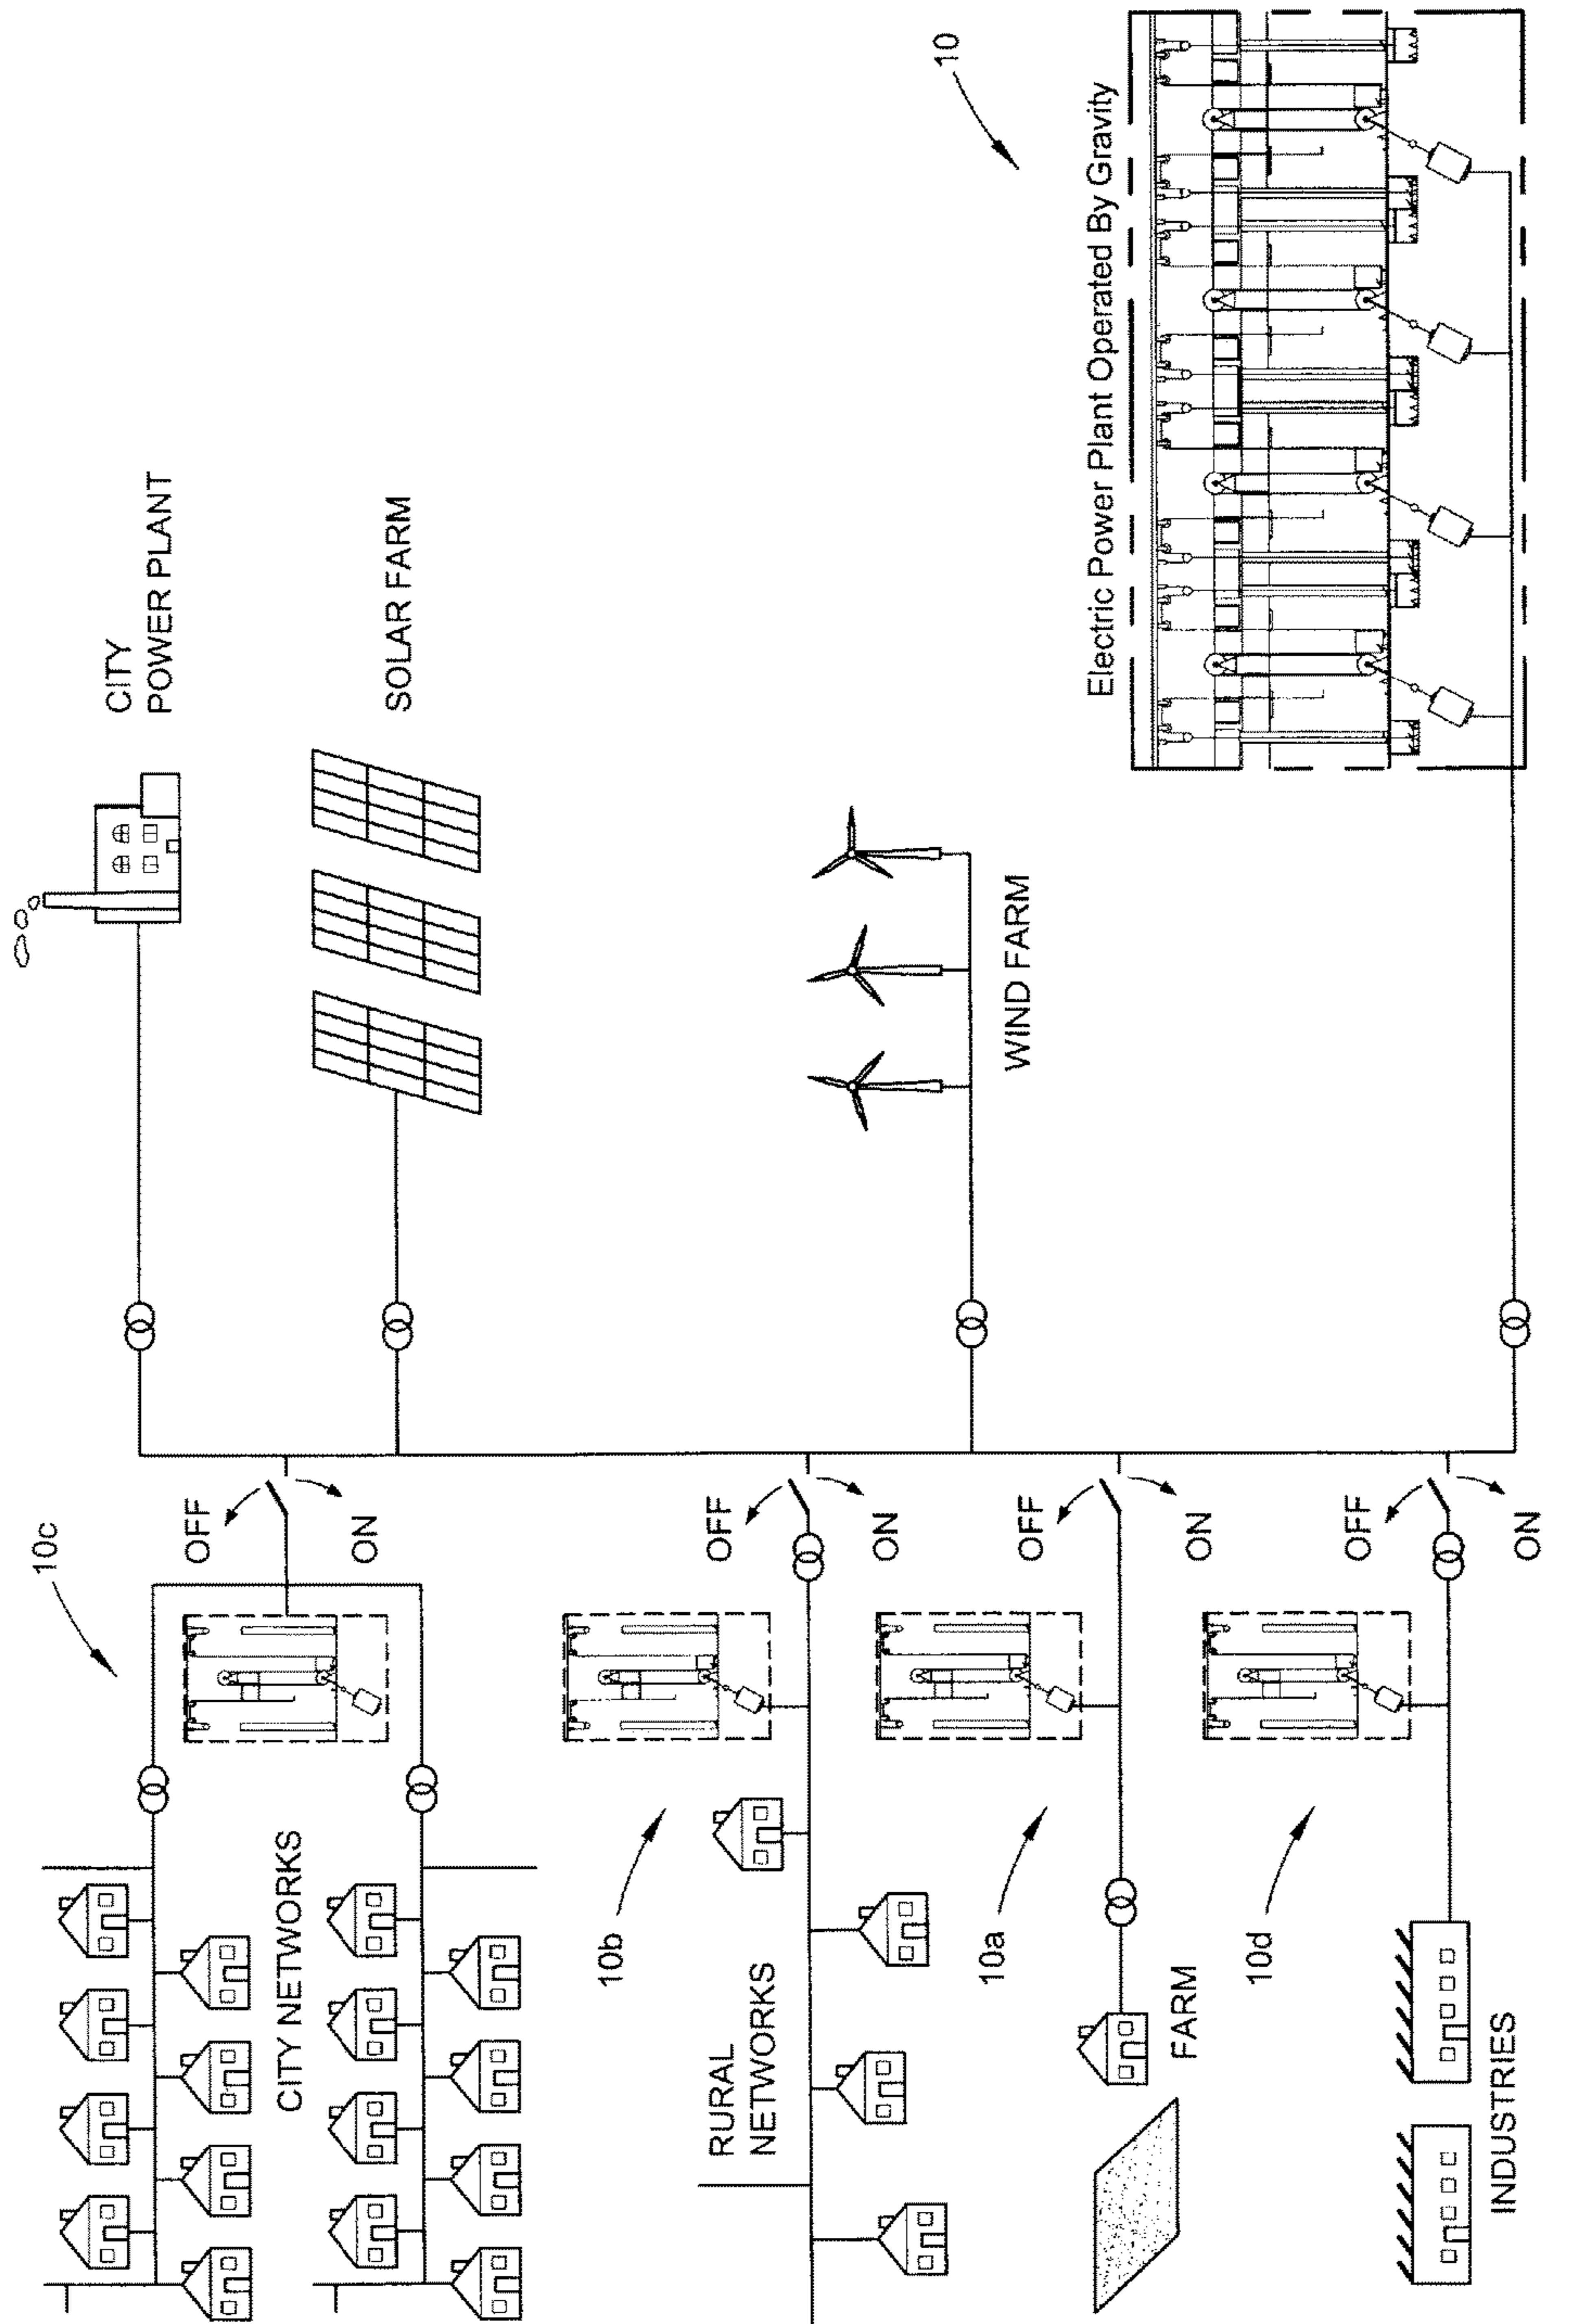 10c
OFF
ON
CITY NETWORKS
CITY
POWER PLANT
SOLAR FARM
10b
RURAL
NETWORKS
OFF
ON
WIND FARM
10a
FARM
OFF
ON
10
Electric Power Plant Operated By Gravity
10d
INDUSTRIES
OFF
ON